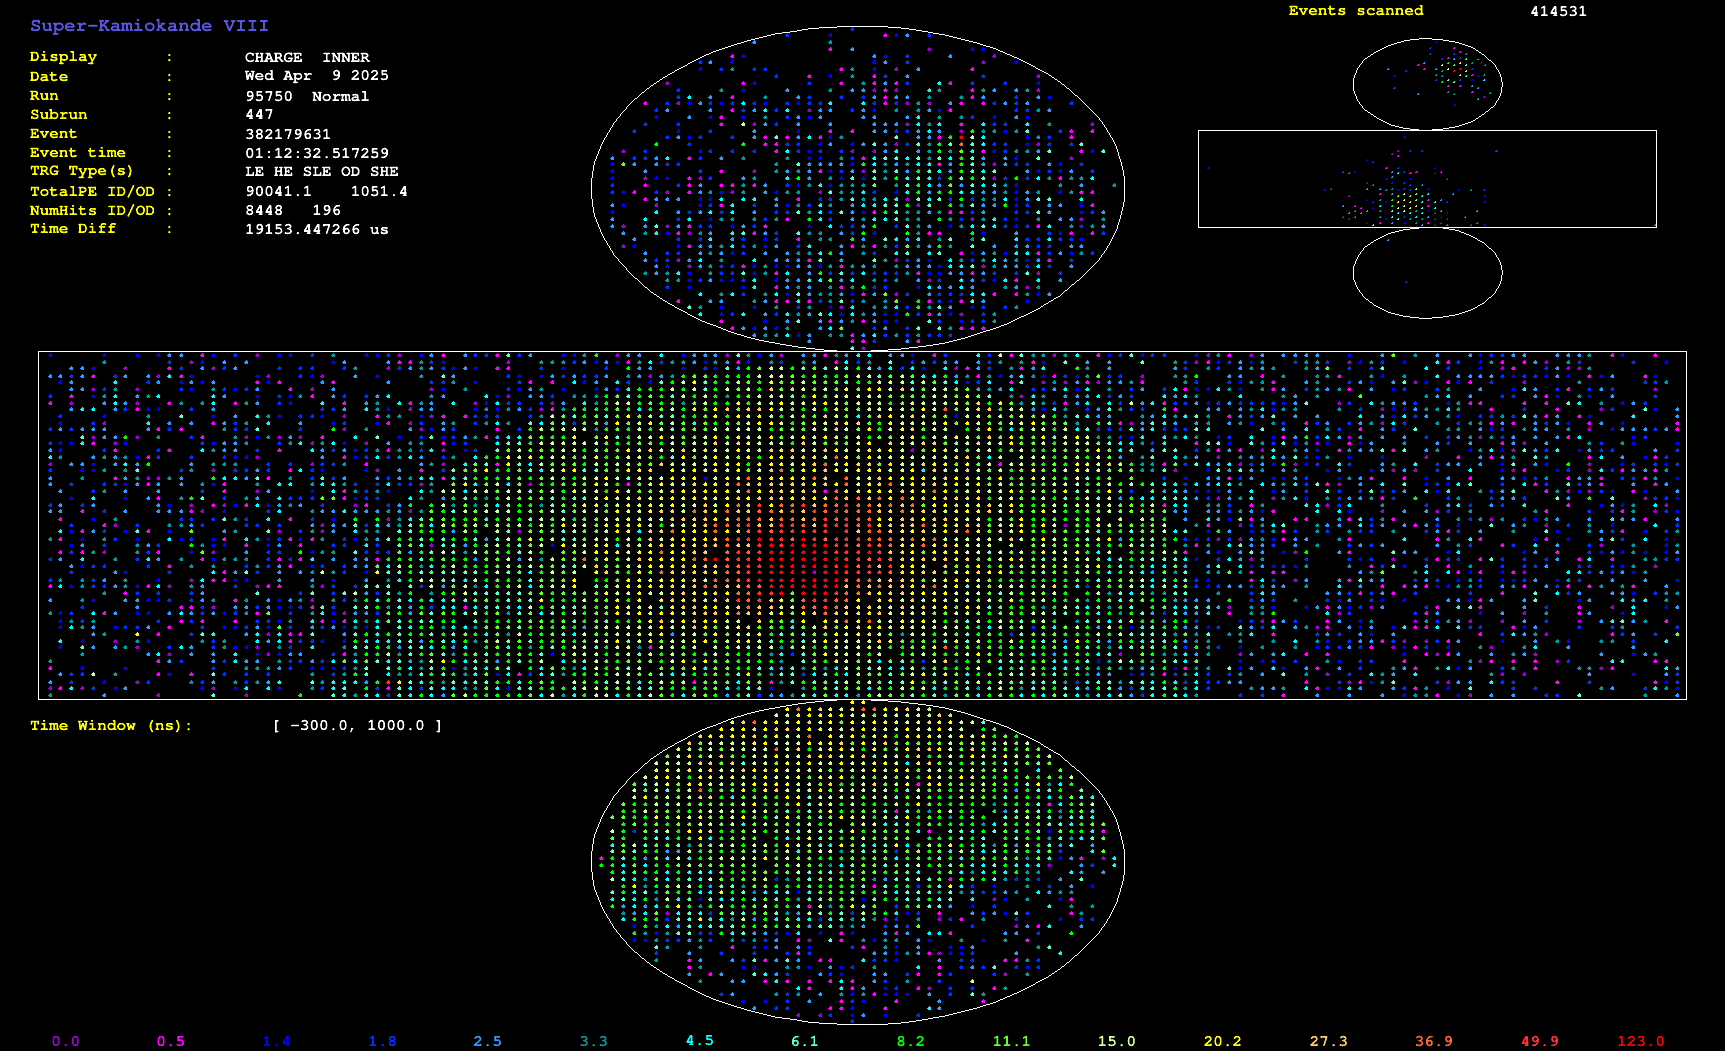 Super-Kamiokande VIII
Display : CHARGE INNER
Date : Wed Apr 9 2025
Run : 95750 Normal
Subrun : 447
Event : 382179631
Event time : 01:12:32.517259
TRG Type(s) : LE HE SLE OD SHE
TotalPE ID/OD : 90041.1 1051.4
NumHits ID/OD : 8448 196
Time Diff : 19153.447266 us
Events scanned 414531
Time Window (ns): [ -300.0, 1000.0 ]
0.0 0.5 1.4 1.8 2.5 3.3 4.5 6.1 8.2 11.1 15.0 20.2 27.3 36.9 49.9 123.0